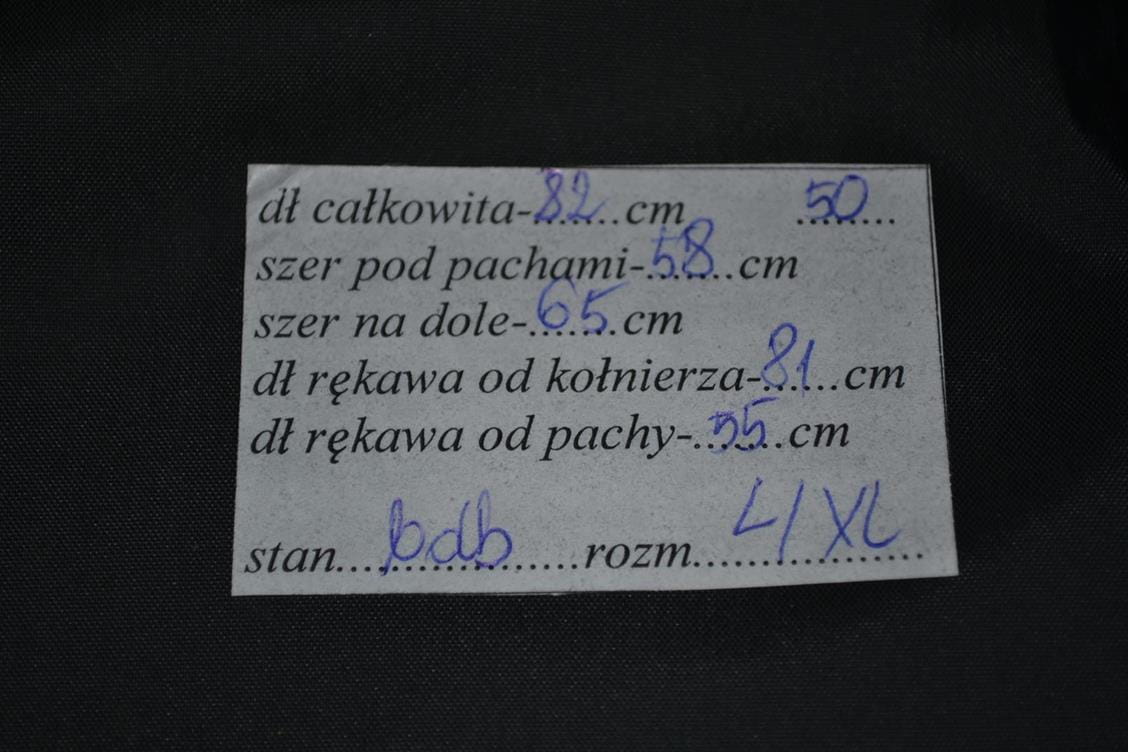 dł całkowita-82...cm 50
szer pod pachami-58...cm
szer na dole-65...cm
dł rękawa od kołnierza-81...cm
dł rękawa od pachy-55...cm
stan...bdb...rozm...L/XL